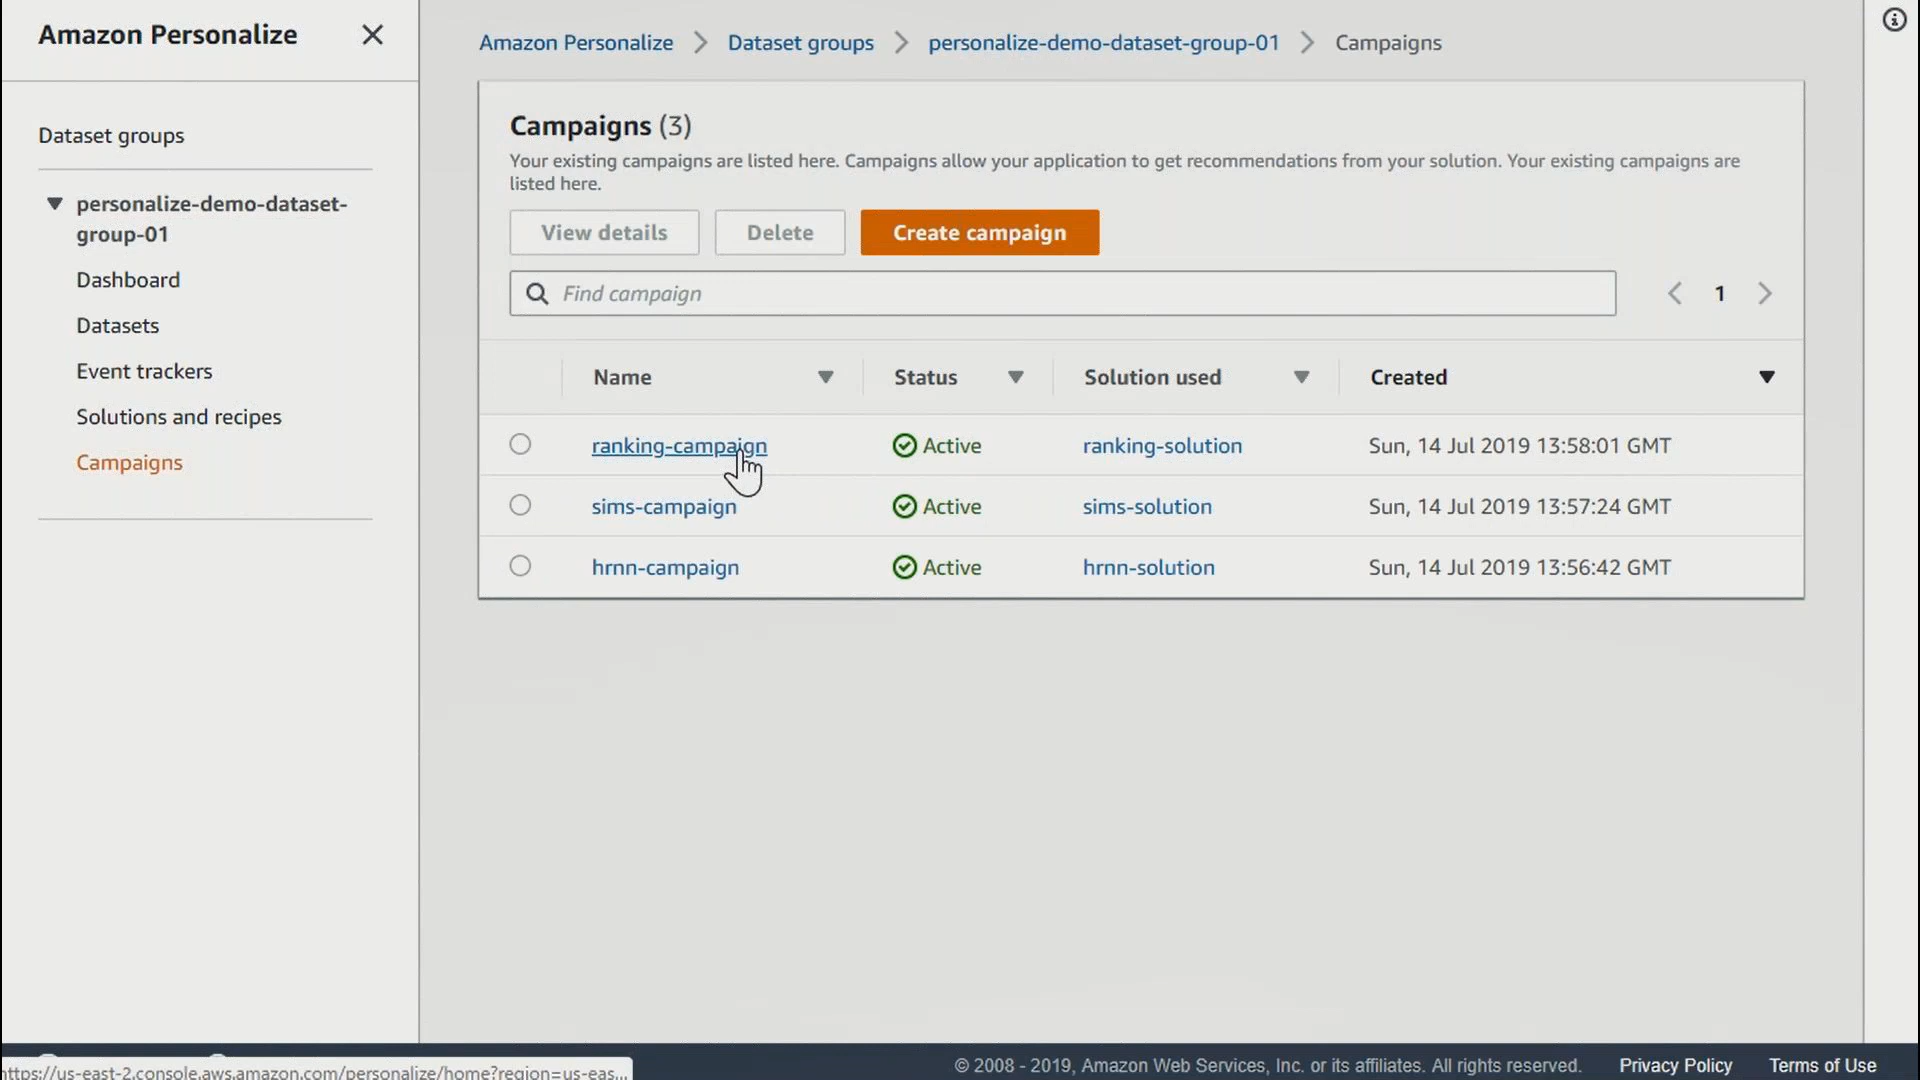 Amazon Personalize
Dataset groups
personalize-demo-dataset-
group-01
Dashboard
Datasets
Event trackers
Solutions and recipes
Campaigns
Amazon Personalize > Dataset groups > personalize-demo-dataset-group-01 > Campaigns
Campaigns (3)
Your existing campaigns are listed here. Campaigns allow your application to get recommendations from your solution. Your existing campaigns are
listed here.
View details Delete Create campaign
Find campaign 1
Name Status Solution used Created
ranking-campaign Active ranking-solution Sun, 14 Jul 2019 13:58:01 GMT
sims-campaign Active sims-solution Sun, 14 Jul 2019 13:57:24 GMT
hrnn-campaign Active hrnn-solution Sun, 14 Jul 2019 13:56:42 GMT
© 2008 - 2019, Amazon Web Services, Inc. or its affiliates. All rights reserved. Privacy Policy Terms of Use
https://us-east-2.console.aws.amazon.com/personalize/home?region=us-eas...